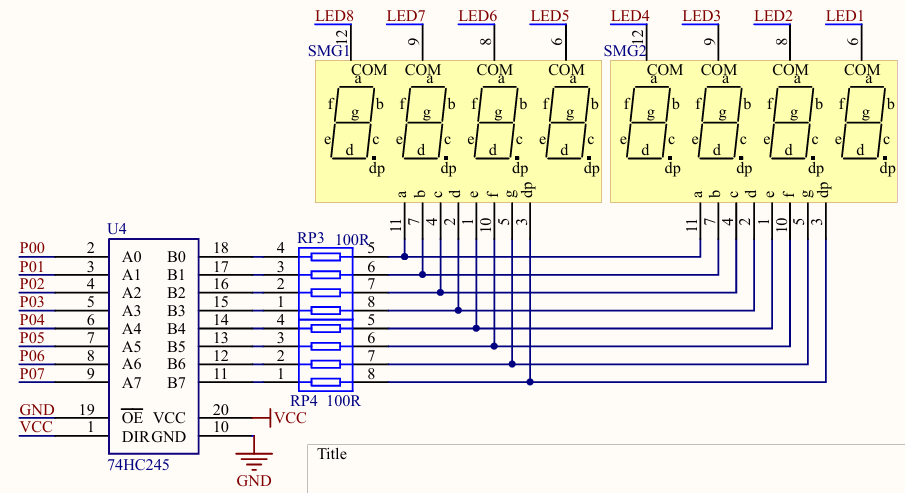 LED8 LED7 LED6 LED5 LED4 LED3 LED2 LED1
12 9 8 6 12 9 8 6
SMG1 SMG2
COM COM COM COM COM COM COM COM
a a a a a a a a
f b f b f b f b f b f b f b f b
g g g g g g g g
e c e c e c e c e c e c e c e c
d d d d d d d d
dp dp dp dp dp dp dp dp
a b c d e f g dp a b c d e f g dp
11 7 4 2 1 10 5 3 11 7 4 2 1 10 5 3
U4
RP3 100R
P00 2 A0 B0 18 4 5
P01 3 A1 B1 17 3 6
P02 4 A2 B2 16 2 7
P03 5 A3 B3 15 1 8
P04 6 A4 B4 14 4 5
P05 7 A5 B5 13 3 6
P06 8 A6 B6 12 2 7
P07 9 A7 B7 11 1 8
RP4 100R
GND 19 OE VCC 20 VCC
VCC 1 DIR GND 10
74HC245
GND
Title